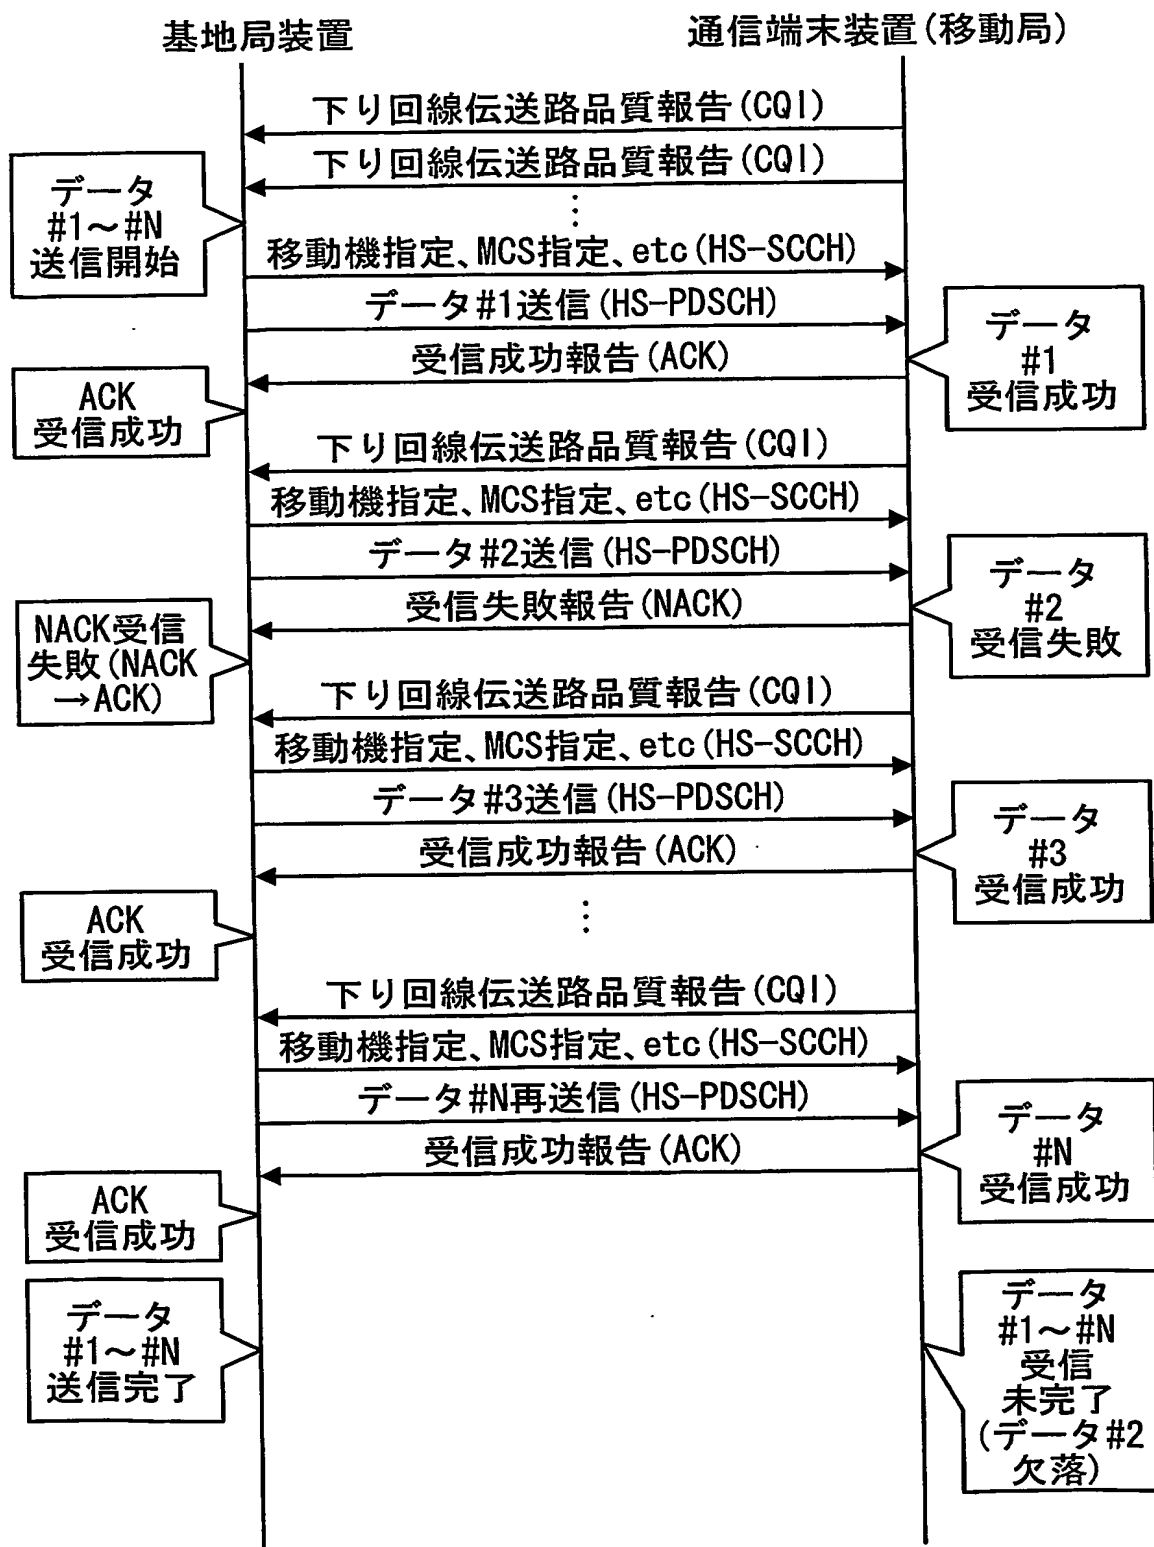 基地局装置
通信端末装置(移動局)
下り回線伝送路品質報告(CQI)
下り回線伝送路品質報告(CQI)
⋮
データ
#1〜#N
送信開始
移動機指定、MCS指定、etc(HS-SCCH)
データ#1送信(HS-PDSCH)
データ
#1
受信成功
受信成功報告(ACK)
ACK
受信成功
下り回線伝送路品質報告(CQI)
移動機指定、MCS指定、etc(HS-SCCH)
データ#2送信(HS-PDSCH)
データ
#2
受信失敗
受信失敗報告(NACK)
NACK受信
失敗(NACK
→ACK)
下り回線伝送路品質報告(CQI)
移動機指定、MCS指定、etc(HS-SCCH)
データ#3送信(HS-PDSCH)
データ
#3
受信成功
受信成功報告(ACK)
⋮
ACK
受信成功
下り回線伝送路品質報告(CQI)
移動機指定、MCS指定、etc(HS-SCCH)
データ#N再送信(HS-PDSCH)
データ
#N
受信成功
受信成功報告(ACK)
ACK
受信成功
データ
#1〜#N
送信完了
データ
#1〜#N
受信
未完了
(データ#2
欠落)